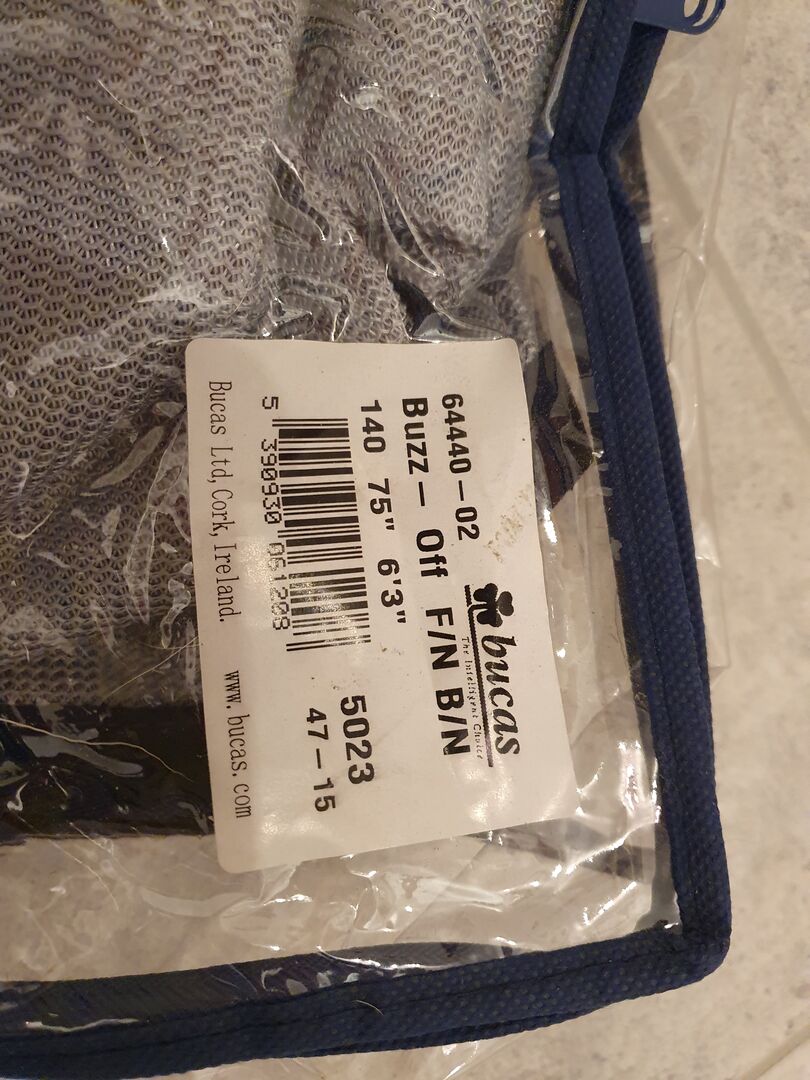 bucas
The Intelligent Choice
64440-02
Buzz- Off F/N B/N
140 75" 6'3"
5023
47-15
5 390930 061208
Bucas Ltd, Cork, Ireland. www.bucas.com